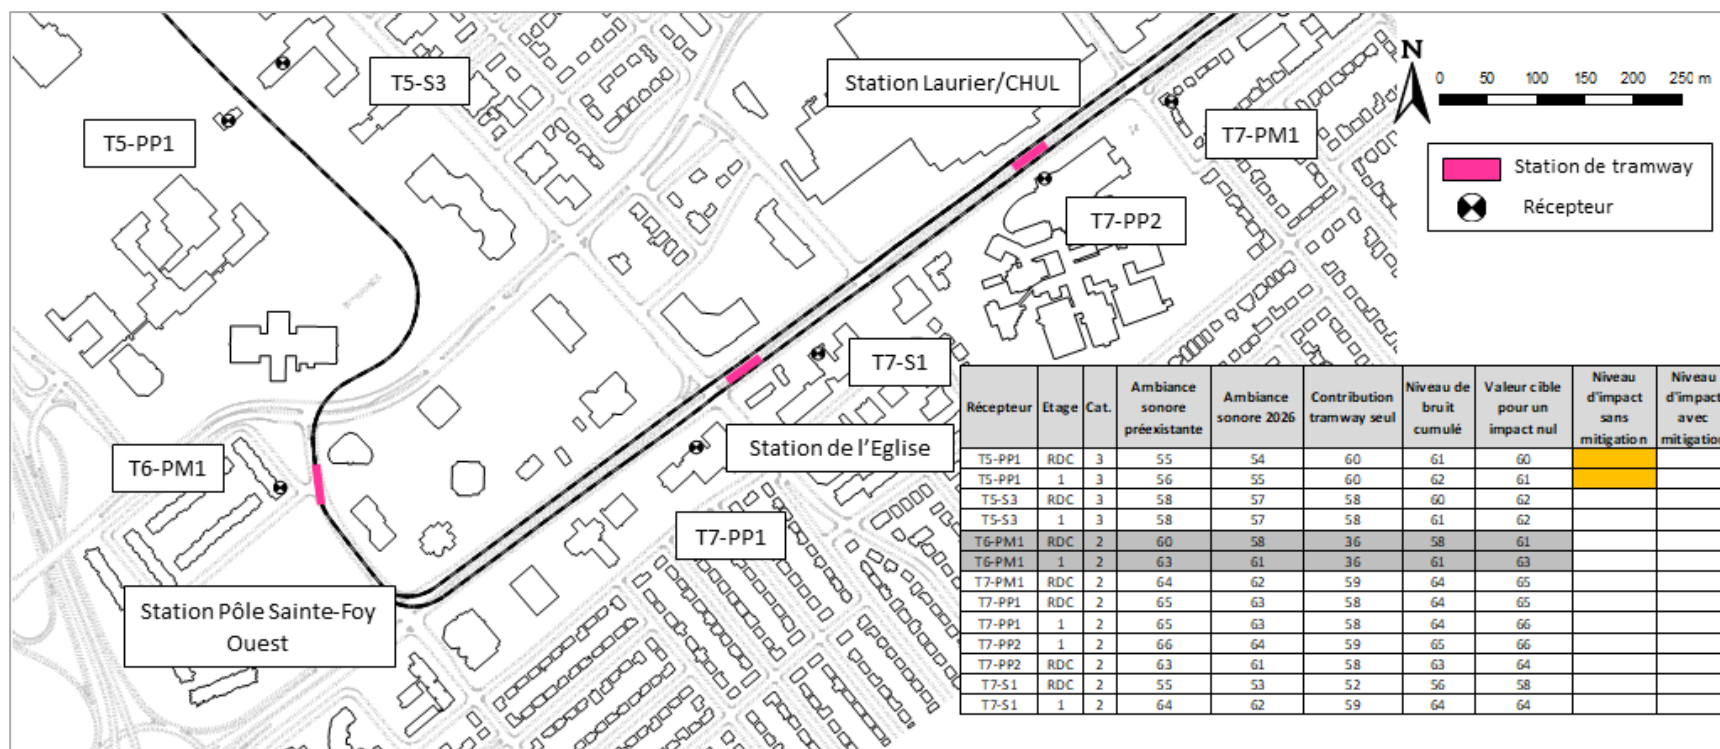 T5-S3
T5-PP1
Station Laurier/CHUL
T7-PM1
T7-PP2
T7-S1
T6-PM1
Station de l'Eglise
T7-PP1
Station Pôle Sainte-Foy
Ouest
N
0 50 100 150 200 250 m
Station de tramway
Récepteur
Récepteur Etage Cat. Ambiance sonore préexistante Ambiance sonore 2026 Contribution tramway seul Niveau de bruit cumulé Valeur cible pour un impact nul Niveau d'impact sans mitigation Niveau d'impact avec mitigation
T5-PP1 RDC 3 55 54 60 61 60
T5-PP1 1 3 56 55 60 62 61
T5-S3 RDC 3 58 57 58 60 62
T5-S3 1 3 58 57 58 61 62
T6-PM1 RDC 2 60 58 36 58 61
T6-PM1 1 2 63 61 36 61 63
T7-PM1 RDC 2 64 62 59 64 65
T7-PP1 RDC 2 65 63 58 64 65
T7-PP1 1 2 65 63 58 64 66
T7-PP2 1 2 66 64 59 65 66
T7-PP2 RDC 2 63 61 58 63 64
T7-S1 RDC 2 55 53 52 56 58
T7-S1 1 2 64 62 59 64 64